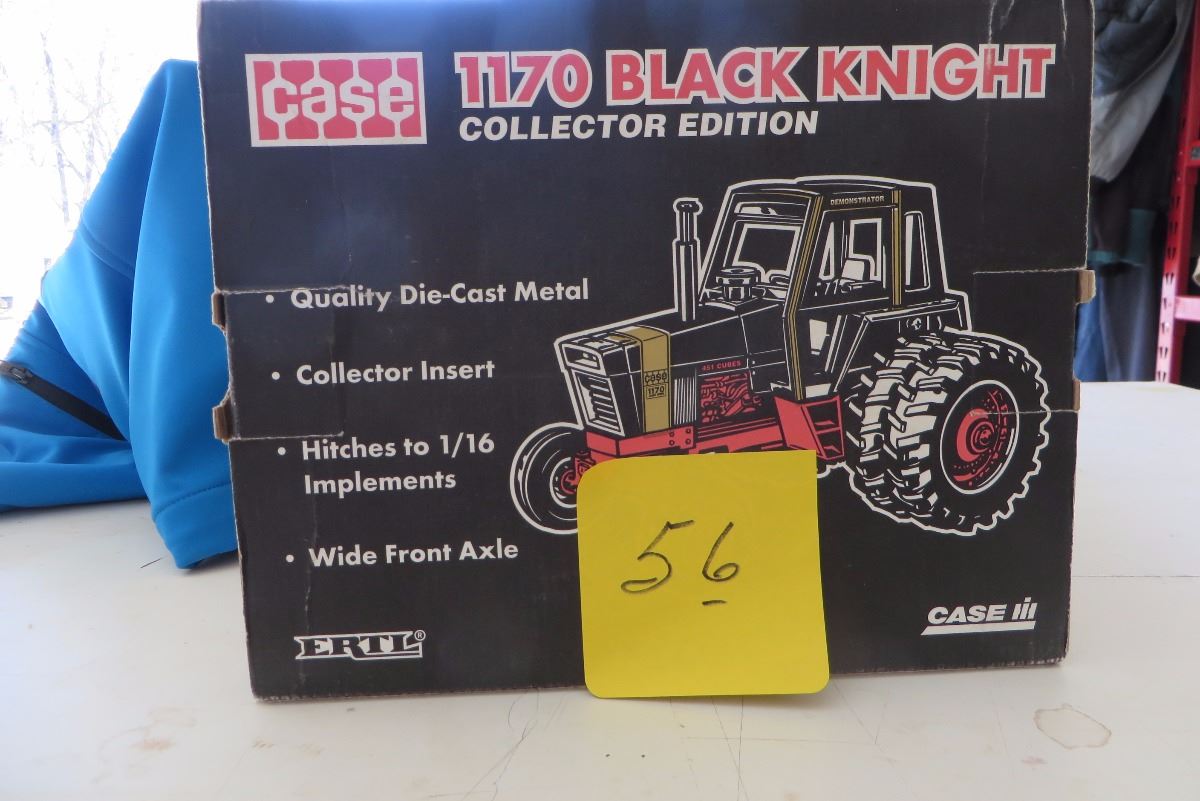 case
1170 BLACK KNIGHT
COLLECTOR EDITION
DEMONSTRATOR
• Quality Die-Cast Metal
451 CUBES
case
1170
• Collector Insert
• Hitches to 1/16
Implements
• Wide Front Axle
56
ERTL®
CASE IH